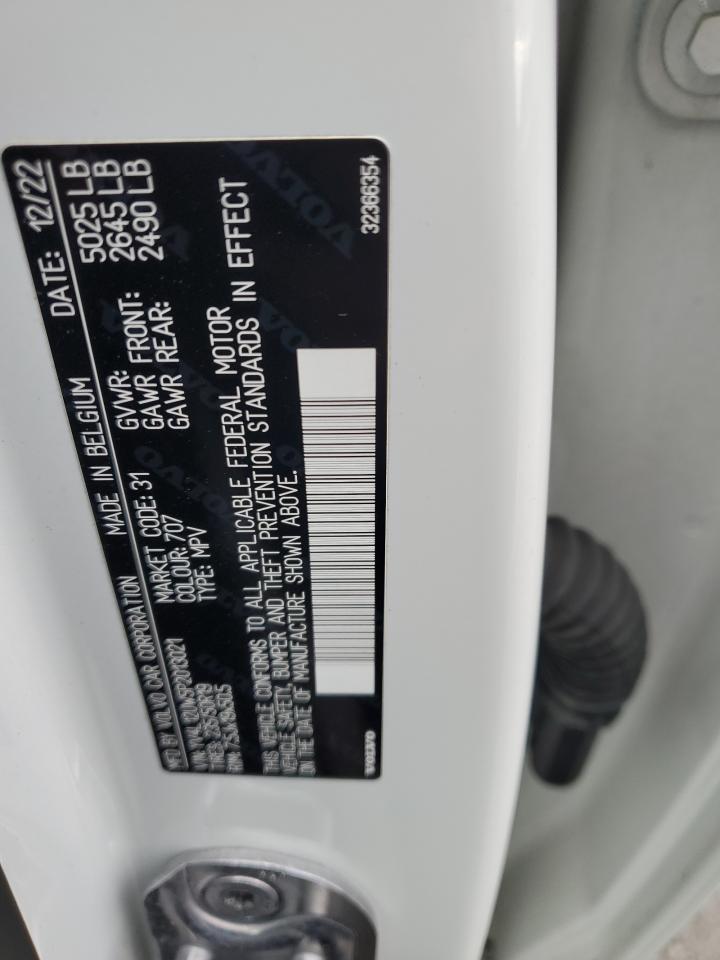 MFD BY VOLVO CAR CORPORATION MADE IN BELGIUM DATE: 12/22
MARKET CODE: 31 GVWR: 5025 LB
COLOUR: 707 GAWR FRONT: 2645 LB
TYPE: MPV GAWR REAR: 2490 LB
THIS VEHICLE CONFORMS TO ALL APPLICABLE FEDERAL MOTOR
VEHICLE SAFETY, BUMPER AND THEFT PREVENTION STANDARDS IN EFFECT
ON THE DATE OF MANUFACTURE SHOWN ABOVE.
VOLVO 32366354